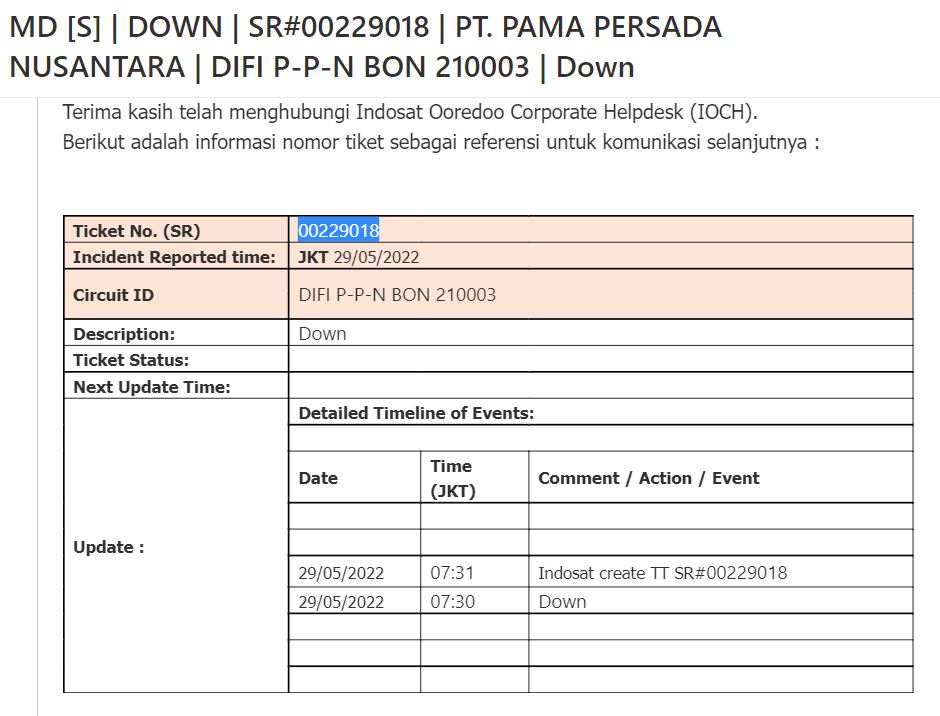 MD [S] | DOWN | SR#00229018 | PT. PAMA PERSADA
NUSANTARA | DIFI P-P-N BON 210003 | Down
Terima kasih telah menghubungi Indosat Ooredoo Corporate Helpdesk (IOCH).
Berikut adalah informasi nomor tiket sebagai referensi untuk komunikasi selanjutnya :
Ticket No. (SR) 00229018
Incident Reported time: JKT 29/05/2022
Circuit ID DIFI P-P-N BON 210003
Description: Down
Ticket Status:
Next Update Time:
Update :
Detailed Timeline of Events:
Date Time (JKT) Comment / Action / Event
29/05/2022 07:31 Indosat create TT SR#00229018
29/05/2022 07:30 Down